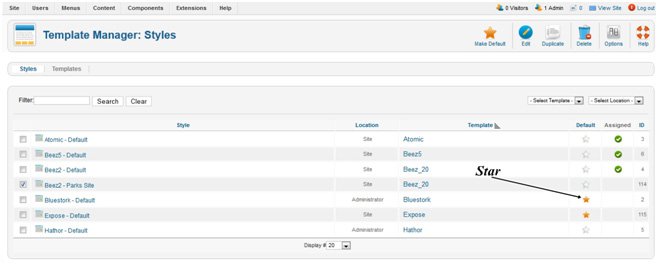 Site Users Menus Content Components Extensions Help 0 Visitors 1 Admin 0 View Site Log out
Template Manager: Styles
Make Default Edit Duplicate Delete Options Help
Styles Templates
Filter: Search Clear - Select Template - - Select Location -
Style Location Template Default Assigned ID
Atomic - Default Site Atomic 3
Beez5 - Default Site Beez5 6
Beez2 - Default Site Beez_20 4
Beez2 - Parks Site Site Beez_20 114
Star
Bluestork - Default Administrator Bluestork 2
Expose - Default Site Expose 115
Hathor - Default Administrator Hathor 5
Display # 20